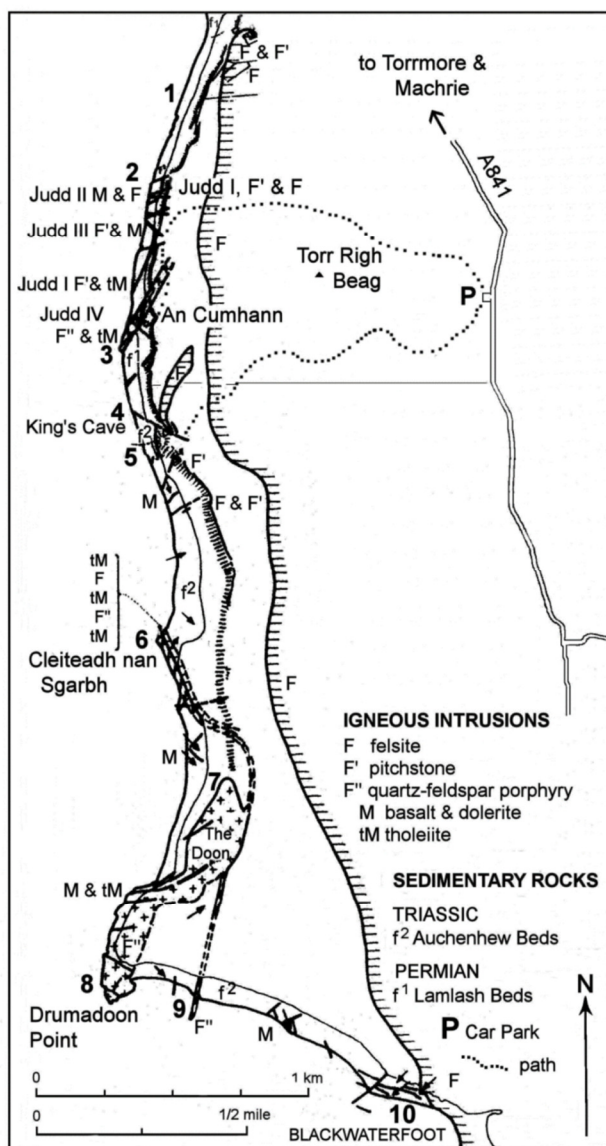 f1
F & F'
F
to Torrmore &
Machrie
A841
1
2
Judd I, F' & F
Judd II M & F
Judd III F'& M
F
Torr Righ
Beag
P
Judd I F'& tM
Judd IV
F" & tM
An Cumhann
3
f1
F
4
King's Cave
f2
5
F'
M
F & F'
tM
F
tM
F"
tM
f2
6
Cleiteadh nan
Sgarbh
F
M
7
The
Doon
M & tM
F"
8
Drumadoon
Point
9
F"
f2
M
F
10
BLACKWATERFOOT
IGNEOUS INTRUSIONS
F felsite
F' pitchstone
F" quartz-feldspar porphyry
M basalt & dolerite
tM tholeiite
SEDIMENTARY ROCKS
TRIASSIC
f2 Auchenhew Beds
PERMIAN
f1 Lamlash Beds
P Car Park
path
N
0 1 km
0 1/2 mile